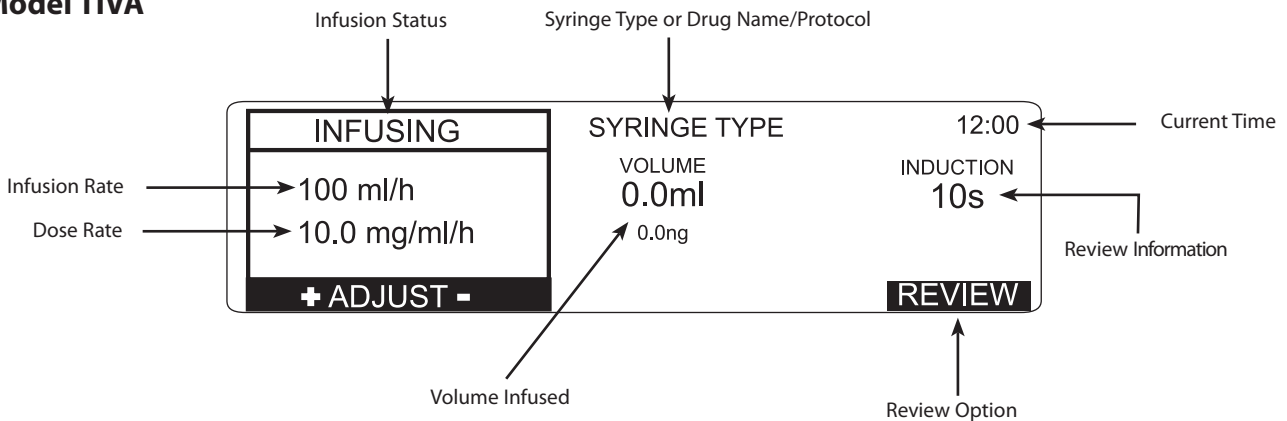 Model TIVA
Infusion Status
Syringe Type or Drug Name/Protocol
INFUSING
SYRINGE TYPE
12:00
Current Time
VOLUME
INDUCTION
Infusion Rate
100 ml/h
0.0ml
10s
Dose Rate
10.0 mg/ml/h
0.0ng
Review Information
+ ADJUST -
REVIEW
Volume Infused
Review Option